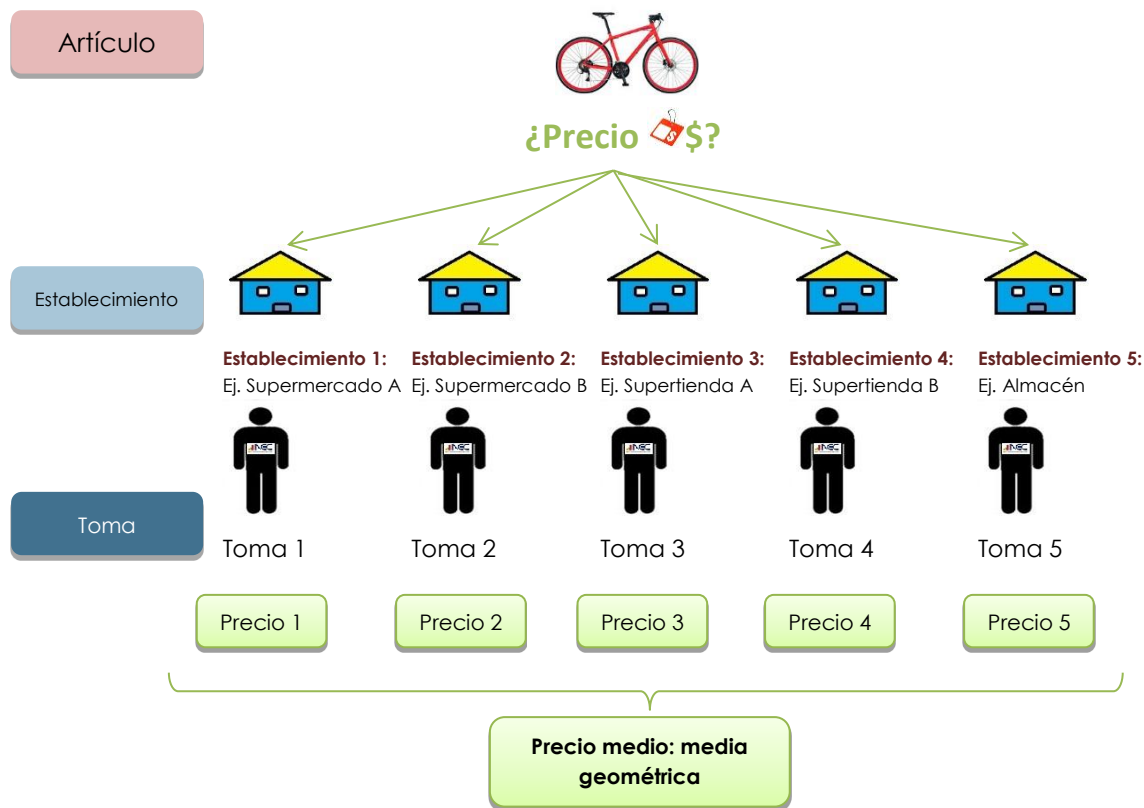 Artículo
¿Precio $?
Establecimiento
Establecimiento 1:
Ej. Supermercado A
Establecimiento 2:
Ej. Supermercado B
Establecimiento 3:
Ej. Supertienda A
Establecimiento 4:
Ej. Supertienda B
Establecimiento 5:
Ej. Almacén
Toma
Toma 1
Toma 2
Toma 3
Toma 4
Toma 5
Precio 1
Precio 2
Precio 3
Precio 4
Precio 5
Precio medio: media
geométrica